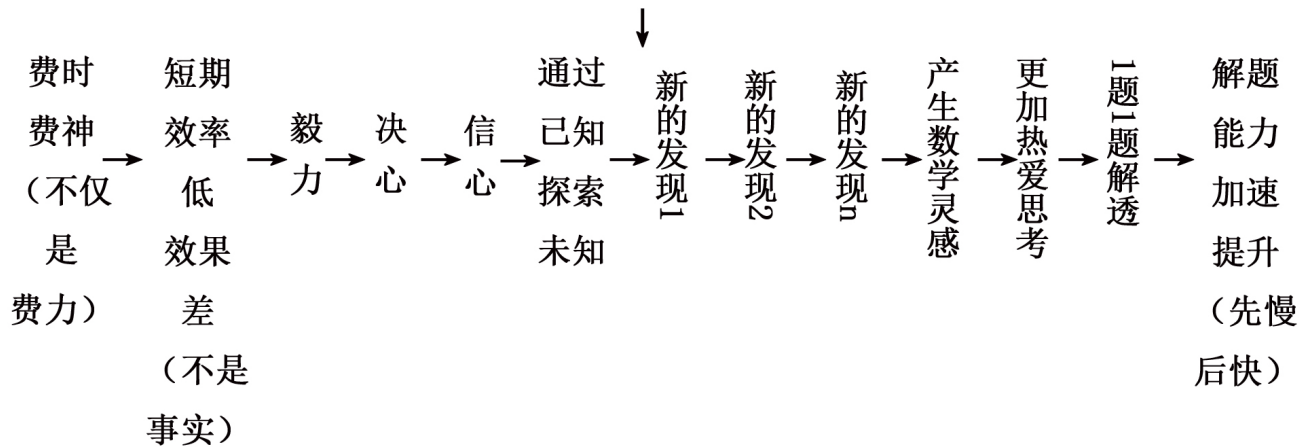 费时
费神
（不仅
是
费力）
短期
效率
低
效果
差
（不是
事实）
毅力
决心
信心
通过
已知
探索
未知
新的发现1
新的发现2
新的发现n
产生数学灵感
更加热爱思考
1题1题解透
解题
能力
加速
提升
（先慢
后快）